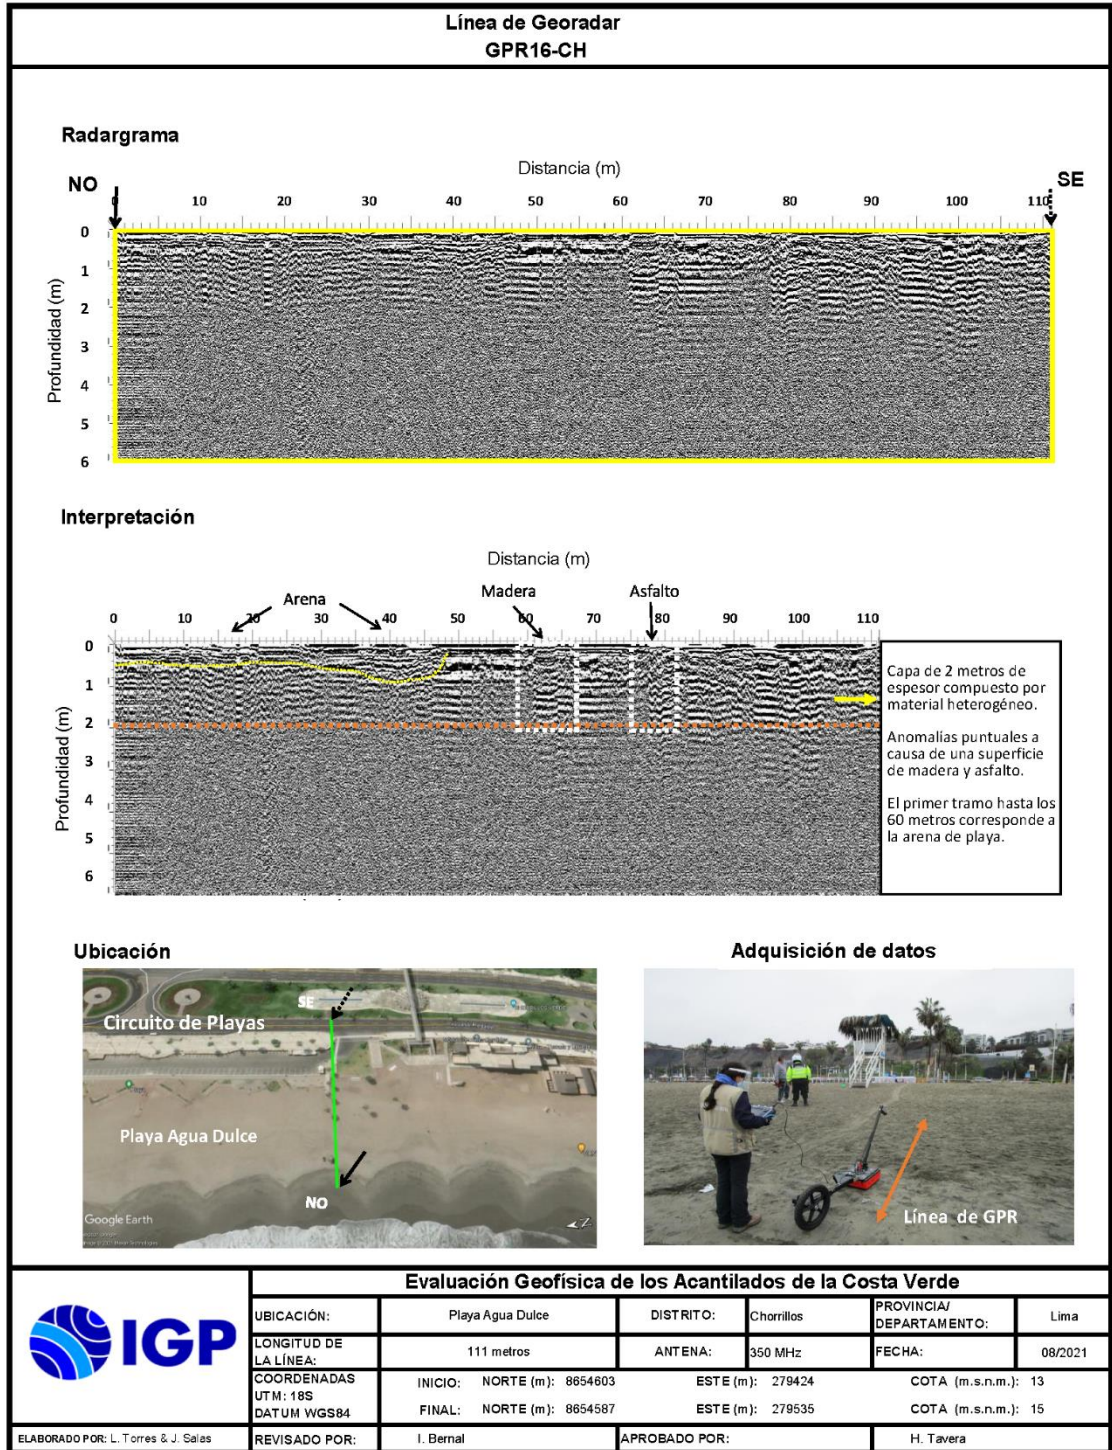 Línea de Georadar
GPR16-CH
Radargrama
Distancia (m)
NO
SE
0 10 20 30 40 50 60 70 80 90 100 110
Profundidad (m)
0
1
2
3
4
5
6
Interpretación
Distancia (m)
Arena
Madera
Asfalto
0 10 20 30 40 50 60 70 80 90 100 110
Profundidad (m)
0
1
2
3
4
5
6
Capa de 2 metros de
espesor compuesto por
material heterogéneo.
Anomalías puntuales a
causa de una superficie
de madera y asfalto.
El primer tramo hasta los
60 metros corresponde a
la arena de playa.
Ubicación
SE
Circuito de Playas
Playa Agua Dulce
NO
Google Earth
Z
Adquisición de datos
Línea de GPR
IGP
Evaluación Geofísica de los Acantilados de la Costa Verde
UBICACIÓN: Playa Agua Dulce DISTRITO: Chorrillos PROVINCIA/ DEPARTAMENTO: Lima
LONGITUD DE LA LÍNEA: 111 metros ANTENA: 350 MHz FECHA: 08/2021
COORDENADAS
UTM: 18S
DATUM WGS84
INICIO: NORTE (m): 8654603 ESTE (m): 279424 COTA (m.s.n.m.): 13
FINAL: NORTE (m): 8654587 ESTE (m): 279535 COTA (m.s.n.m.): 15
ELABORADO POR: L. Torres & J. Salas REVISADO POR: I. Bernal APROBADO POR: H. Tavera